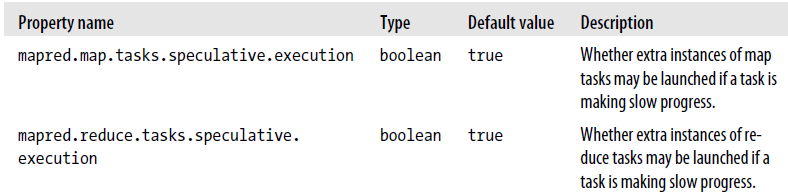 Property name Type Default value Description
mapred.map.tasks.speculative.execution boolean true Whether extra instances of map
tasks may be launched if a task is
making slow progress.
mapred.reduce.tasks.speculative. boolean true Whether extra instances of re-
execution duce tasks may be launched if a
task is making slow progress.